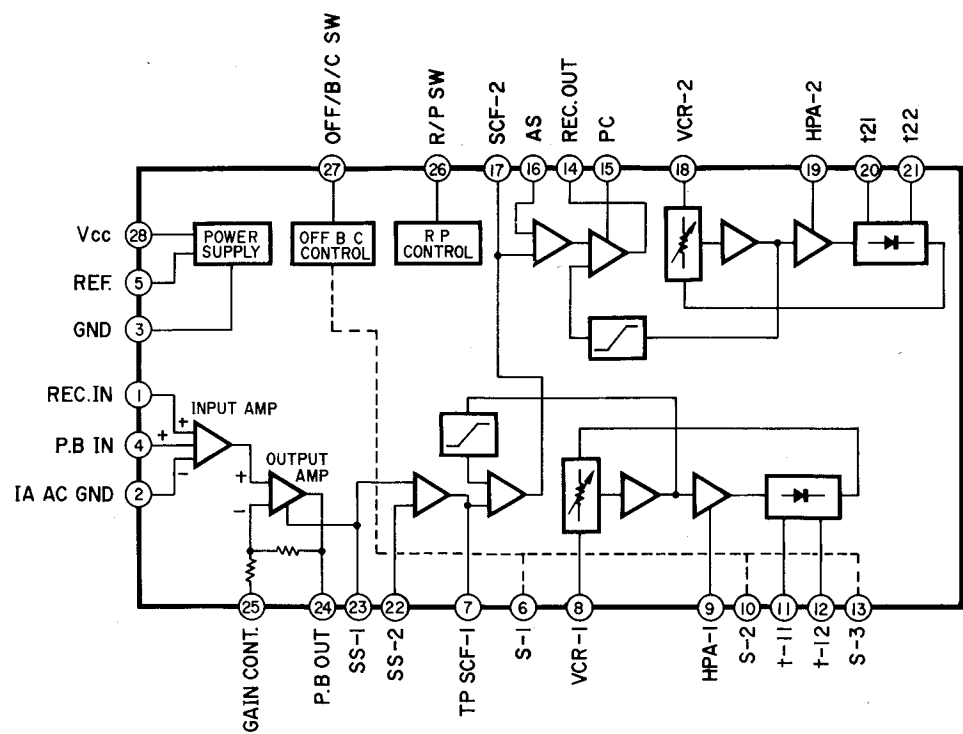 OFF/B/C SW
R/P SW
SCF-2
AS
REC.OUT
PC
VCR-2
HPA-2
t21
t22
27
26
17
16
14
15
18
19
20
21
Vcc
28
POWER
SUPPLY
OFF B C
CONTROL
R P
CONTROL
REF.
5
GND
3
REC.IN
1
INPUT AMP
+
P.B IN
4
+
-
IA AC GND
2
OUTPUT
AMP
+
-
25
24
23
22
7
6
8
9
10
11
12
13
GAIN CONT.
P.B OUT
SS-1
SS-2
TP SCF-1
S-1
VCR-1
HPA-1
S-2
t-11
t-12
S-3